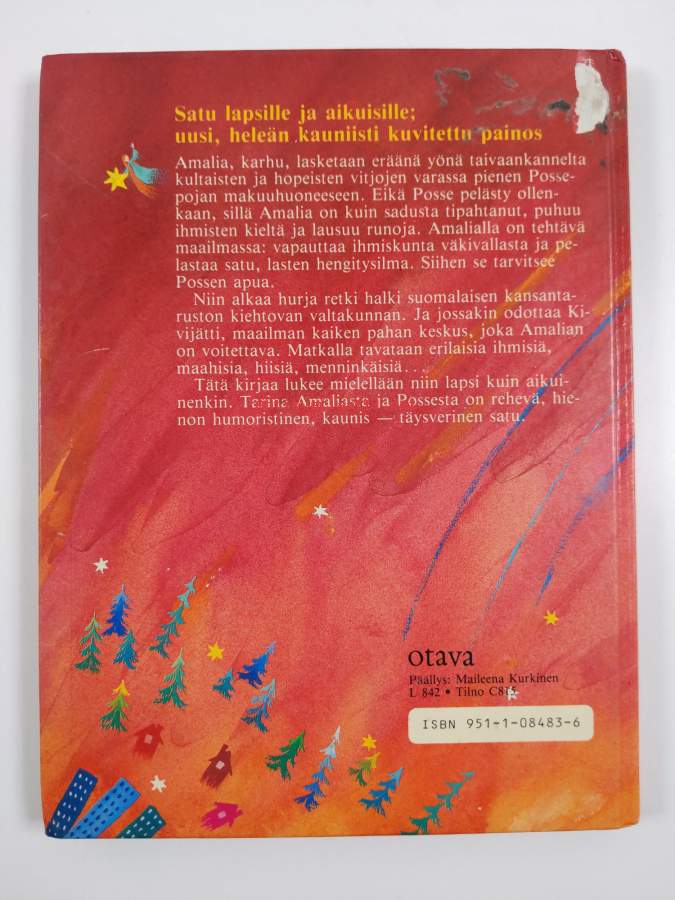 Satu lapsille ja aikuisille;
uusi, heleän kauniisti kuvitettu painos
Amalia, karhu, lasketaan eräänä yönä taivaankannelta
kultaisten ja hopeisten vitjojen varassa pienen Posse-
pojan makuuhuoneeseen. Eikä Posse pelästy ollen-
kaan, sillä Amalia on kuin sadusta tipahtanut, puhuu
ihmisten kieltä ja lausuu runoja. Amalialla on tehtävä
maailmassa: vapauttaa ihmiskunta väkivallasta ja pe-
lastaa satu, lasten hengitysilma. Siihen se tarvitsee
Possen apua.
Niin alkaa hurja retki halki suomalaisen kansanta-
ruston kiehtovan valtakunnan. Ja jossakin odottaa Ki-
vijätti, maailman kaiken pahan keskus, joka Amalian
on voitettava. Matkalla tavataan erilaisia ihmisiä,
maahisia, hiisiä, menninkäisiä...
Tätä kirjaa lukee mielellään niin lapsi kuin aikui-
nenkin. Tarina Amaliasta ja Possesta on rehevä, hie-
non humoristinen, kaunis — täysverinen satu.
otava
Päällys: Maileena Kurkinen
L 842 • Tilno C815
ISBN 951-1-08483-6